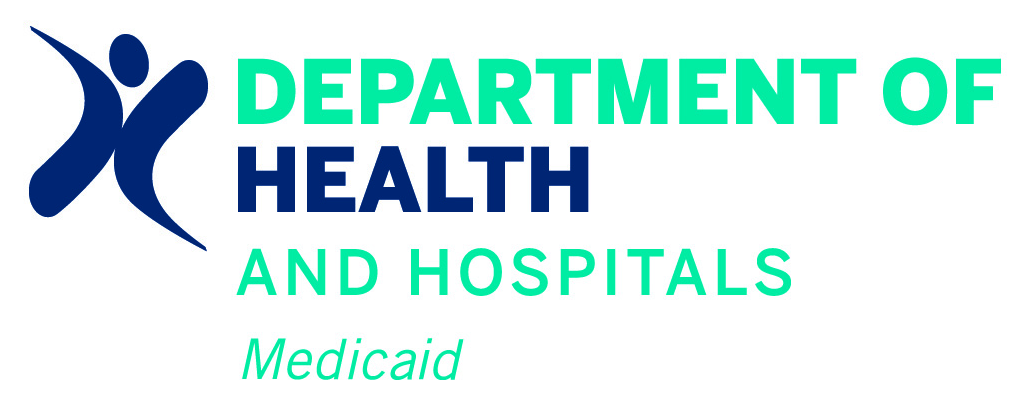 DEPARTMENT OF
HEALTH
AND HOSPITALS
Medicaid